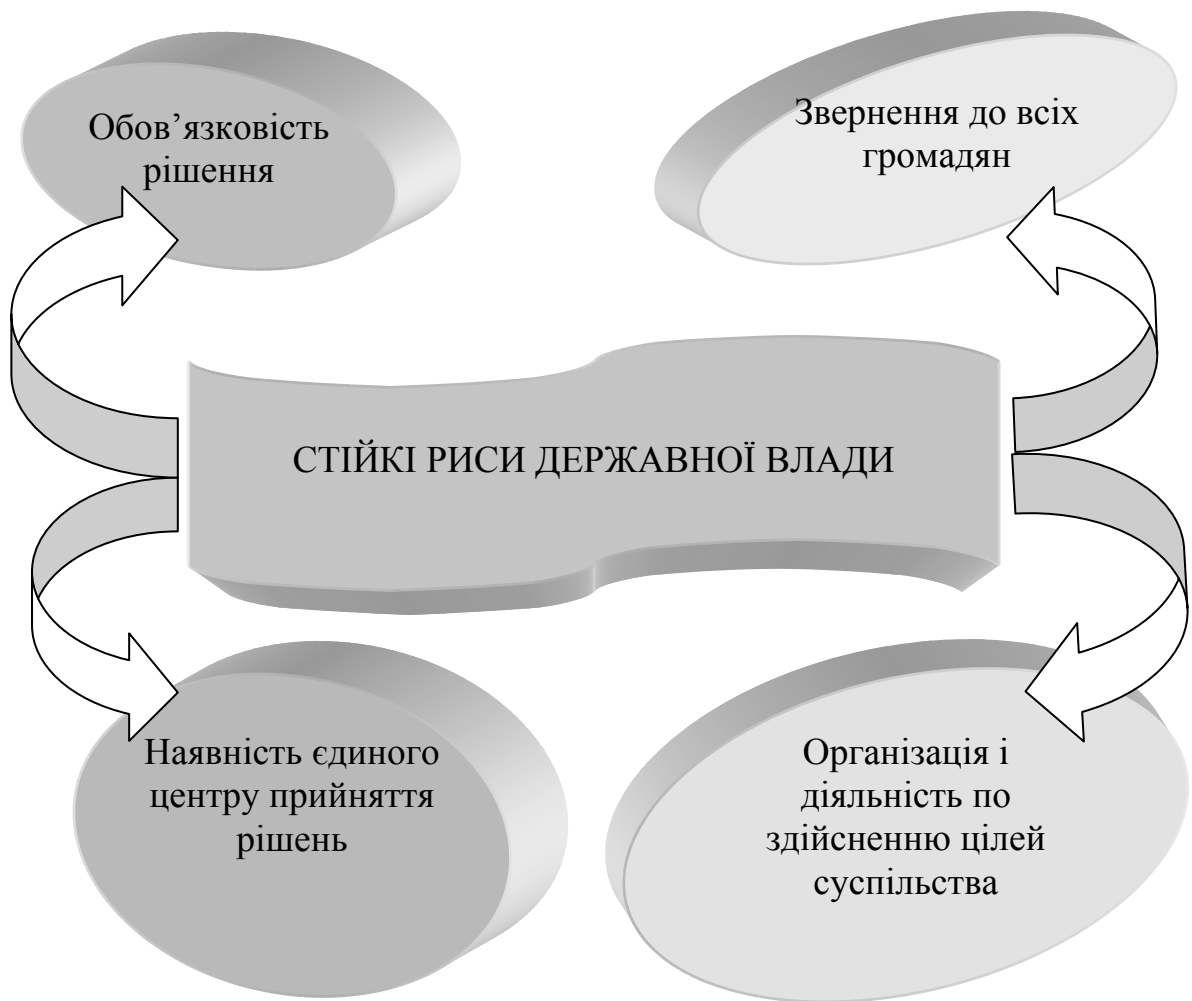 Обов’язковість
рішення
Звернення до всіх
громадян
СТІЙКІ РИСИ ДЕРЖАВНОЇ ВЛАДИ
Наявність єдиного
центру прийняття
рішень
Організація і
діяльність по
здійсненню цілей
суспільства